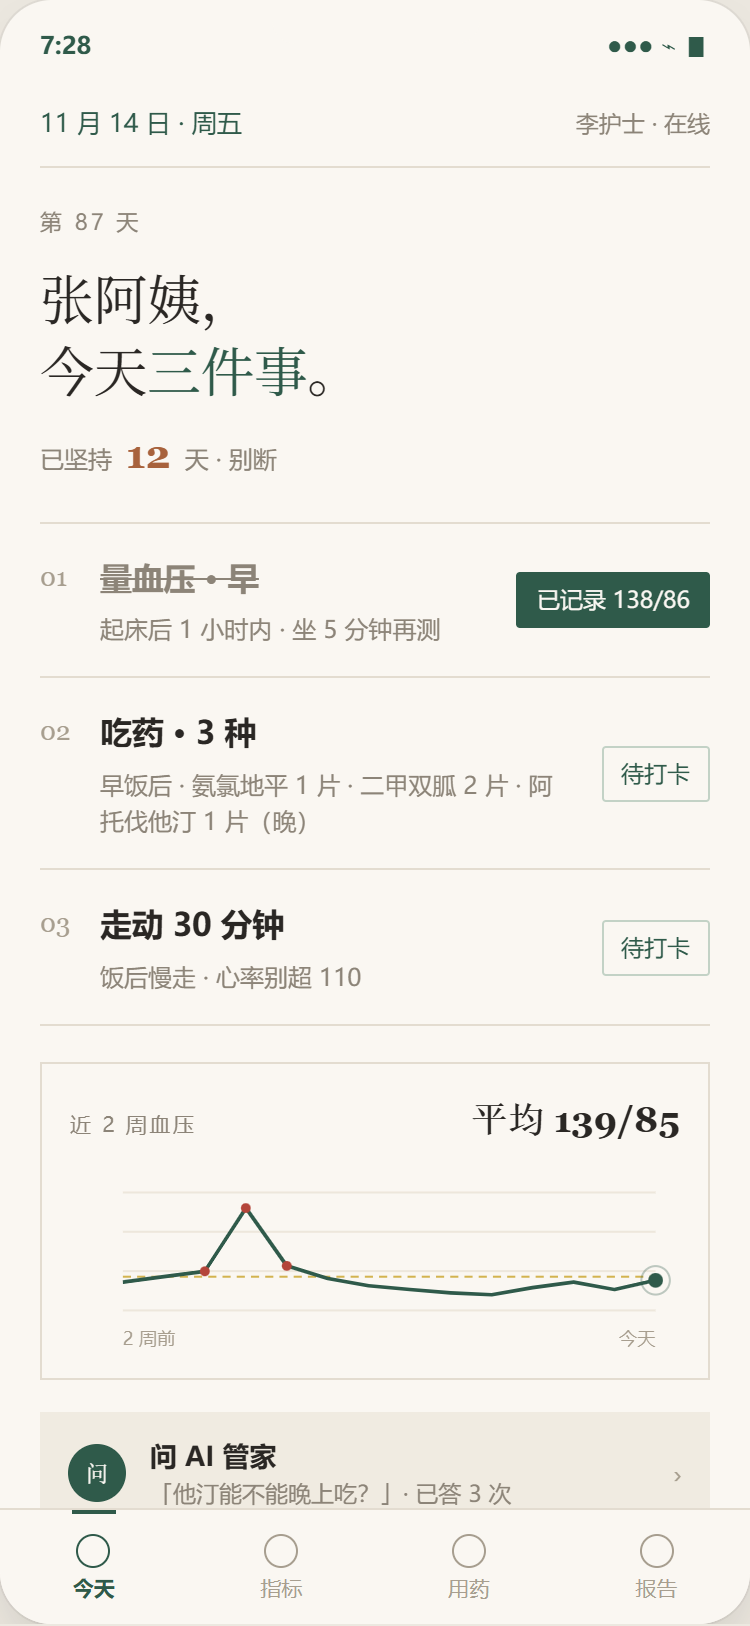 7:28
11 月 14 日 · 周五
李护士 · 在线
第 87 天
张阿姨,
今天三件事。
已坚持 12 天 · 别断
01
量血压 • 早
起床后 1 小时内 · 坐 5 分钟再测
已记录 138/86
02
吃药 • 3 种
早饭后 · 氨氯地平 1 片 · 二甲双胍 2 片 · 阿
托伐他汀 1 片（晚）
待打卡
03
走动 30 分钟
饭后慢走 · 心率别超 110
待打卡
近 2 周血压
平均 139/85
2 周前
今天
问
问 AI 管家
「他汀能不能晚上吃？」· 已答 3 次
今天
指标
用药
报告